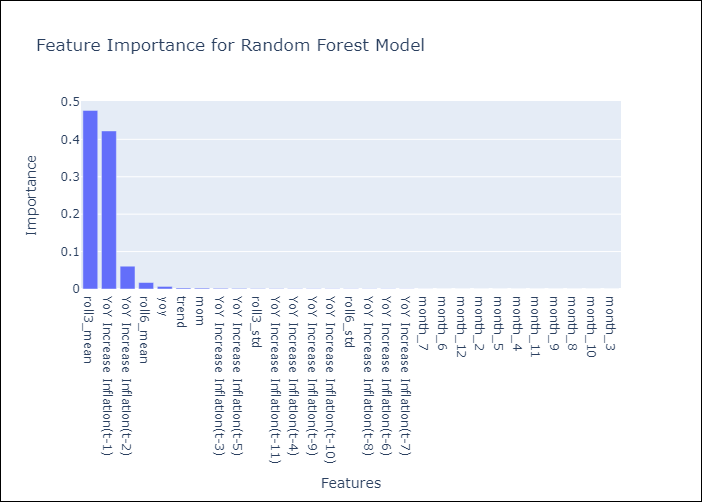 Feature Importance for Random Forest Model
0.5
0.4
0.3
0.2
0.1
0
Importance
roll3_mean
YoY Increase Inflation(t-1)
YoY Increase Inflation(t-2)
roll6_mean
yoy
trend
mom
YoY Increase Inflation(t-3)
YoY Increase Inflation(t-5)
roll3_std
YoY Increase Inflation(t-11)
YoY Increase Inflation(t-4)
YoY Increase Inflation(t-9)
YoY Increase Inflation(t-10)
roll6_std
YoY Increase Inflation(t-8)
YoY Increase Inflation(t-6)
YoY Increase Inflation(t-7)
month_7
month_6
month_12
month_2
month_5
month_4
month_11
month_9
month_8
month_10
month_3
Features